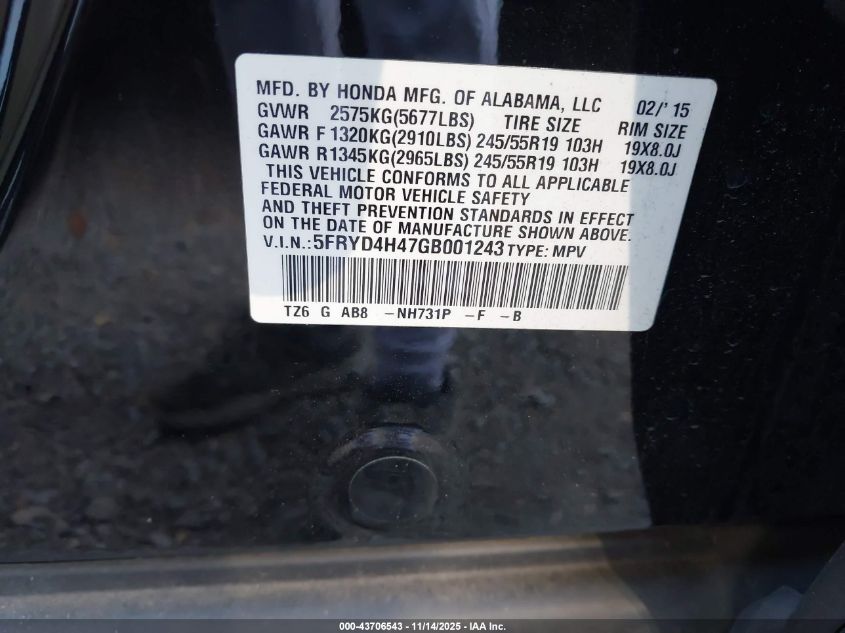 MFD. BY HONDA MFG. OF ALABAMA, LLC 02/'15
GVWR 2575KG(5677LBS) TIRE SIZE RIM SIZE
GAWR F 1320KG(2910LBS) 245/55R19 103H 19X8.0J
GAWR R 1345KG(2965LBS) 245/55R19 103H 19X8.0J
THIS VEHICLE CONFORMS TO ALL APPLICABLE
FEDERAL MOTOR VEHICLE SAFETY
AND THEFT PREVENTION STANDARDS IN EFFECT
ON THE DATE OF MANUFACTURE SHOWN ABOVE.
V.I.N.:5FRYD4H47GB001243 TYPE: MPV
TZ6 G AB8 -NH731P -F -B
000-43706543 | 11/14/2025 - IAA Inc.